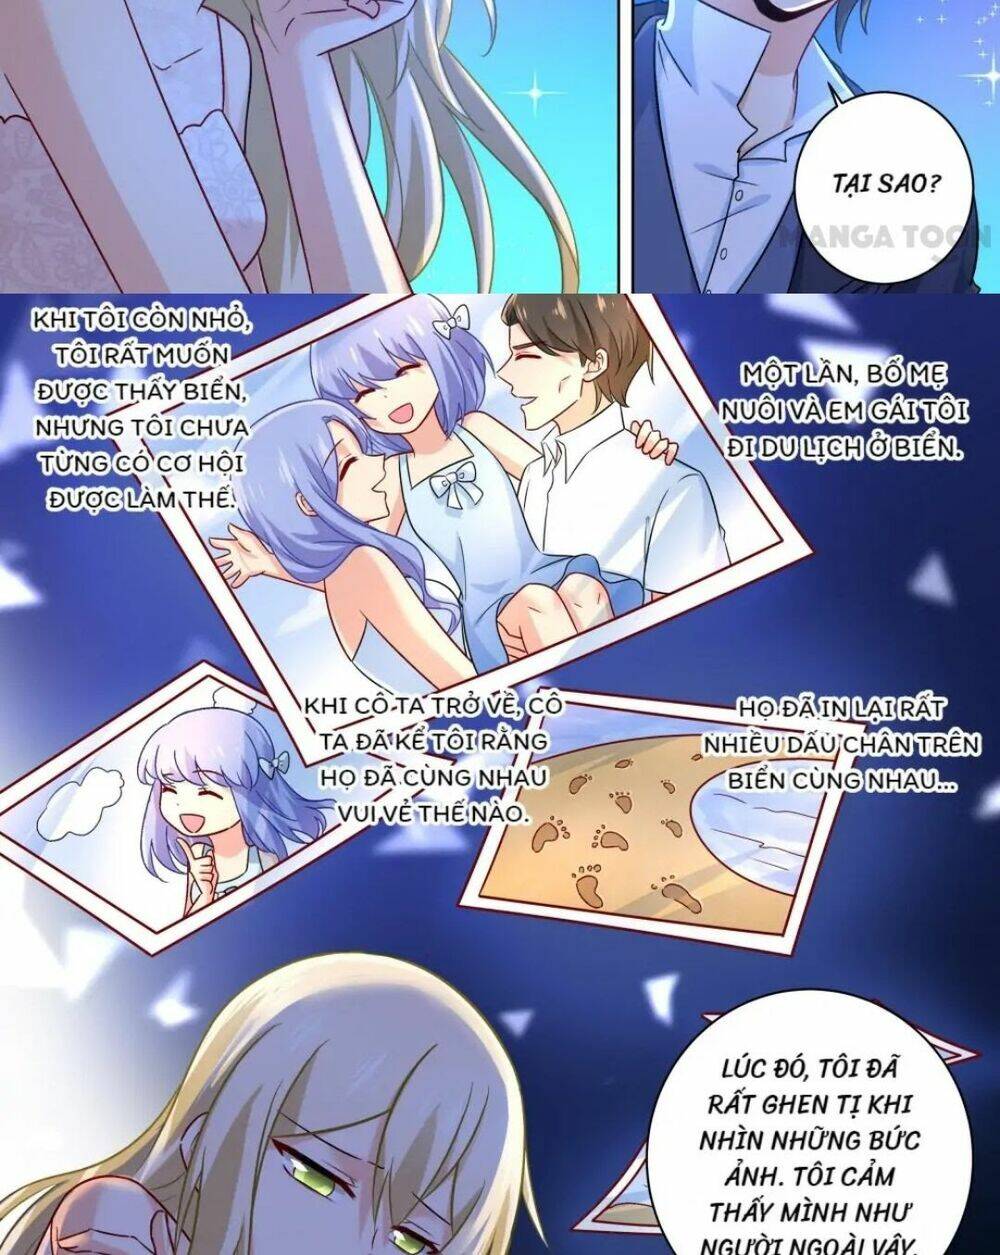 TẠI SAO?
MANGA TOON
KHI TÔI CÒN NHỎ,
TÔI RẤT MUỐN
ĐƯỢC THẤY BIỂN,
NHƯNG TÔI CHƯA
TỪNG CÓ CƠ HỘI
ĐƯỢC LÀM THẾ.
MỘT LẦN, BỐ MẸ
NUÔI VÀ EM GÁI TÔI
ĐI DU LỊCH Ở BIỂN.
KHI CÔ TA TRỞ VỀ, CÔ
TA ĐÃ KỂ TÔI RẰNG
HỌ ĐÃ CÙNG NHAU
VUI VẺ THẾ NÀO.
HỌ ĐÃ IN LẠI RẤT
NHIỀU DẤU CHÂN TRÊN
BIỂN CÙNG NHAU...
LÚC ĐÓ, TÔI ĐÃ
RẤT GHEN TỊ KHI
NHÌN NHỮNG BỨC
ẢNH. TÔI CẢM
THẤY MÌNH NHƯ
NGƯỜI NGOÀI VẬY.